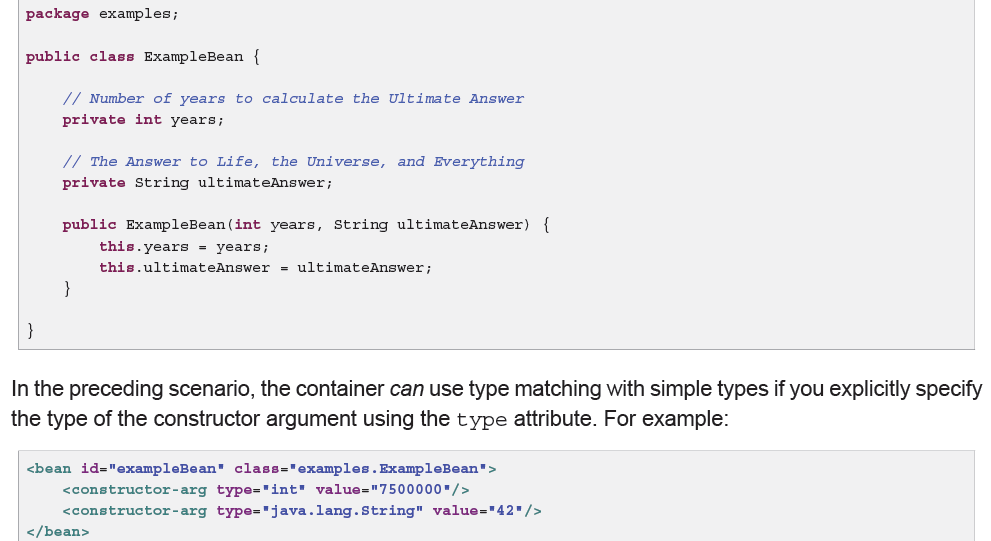 package examples;
public class ExampleBean {
// Number of years to calculate the Ultimate Answer
private int years;
// The Answer to Life, the Universe, and Everything
private String ultimateAnswer;
public ExampleBean(int years, String ultimateAnswer) {
this.years = years;
this.ultimateAnswer = ultimateAnswer;
}
}
In the preceding scenario, the container can use type matching with simple types if you explicitly specify
the type of the constructor argument using the type attribute. For example:
<bean id="exampleBean" class="examples.ExampleBean">
<constructor-arg type="int" value="7500000"/>
<constructor-arg type="java.lang.String" value="42"/>
</bean>